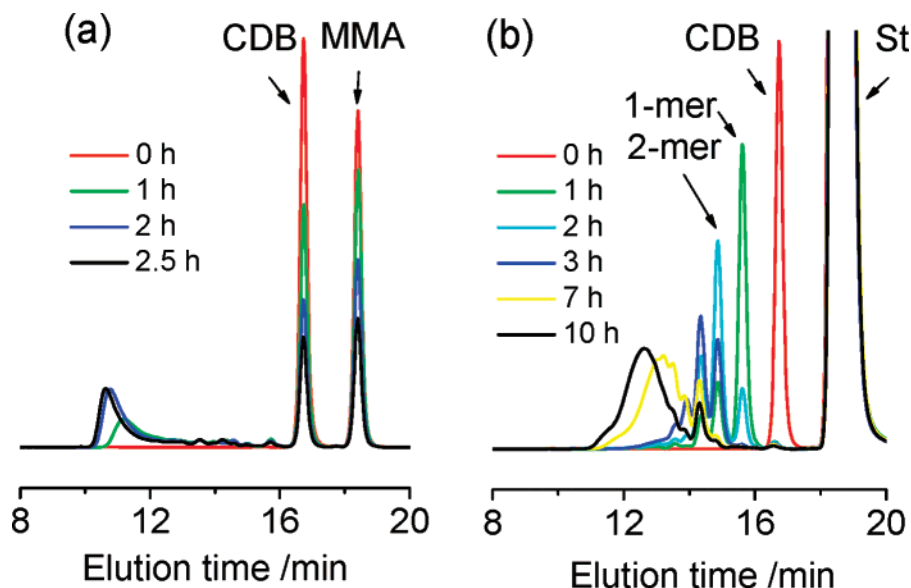 (a)
CDB MMA
0 h
1 h
2 h
2.5 h
8 12 16 20
Elution time /min
(b)
CDB
St
1-mer
2-mer
0 h
1 h
2 h
3 h
7 h
10 h
8 12 16 20
Elution time /min